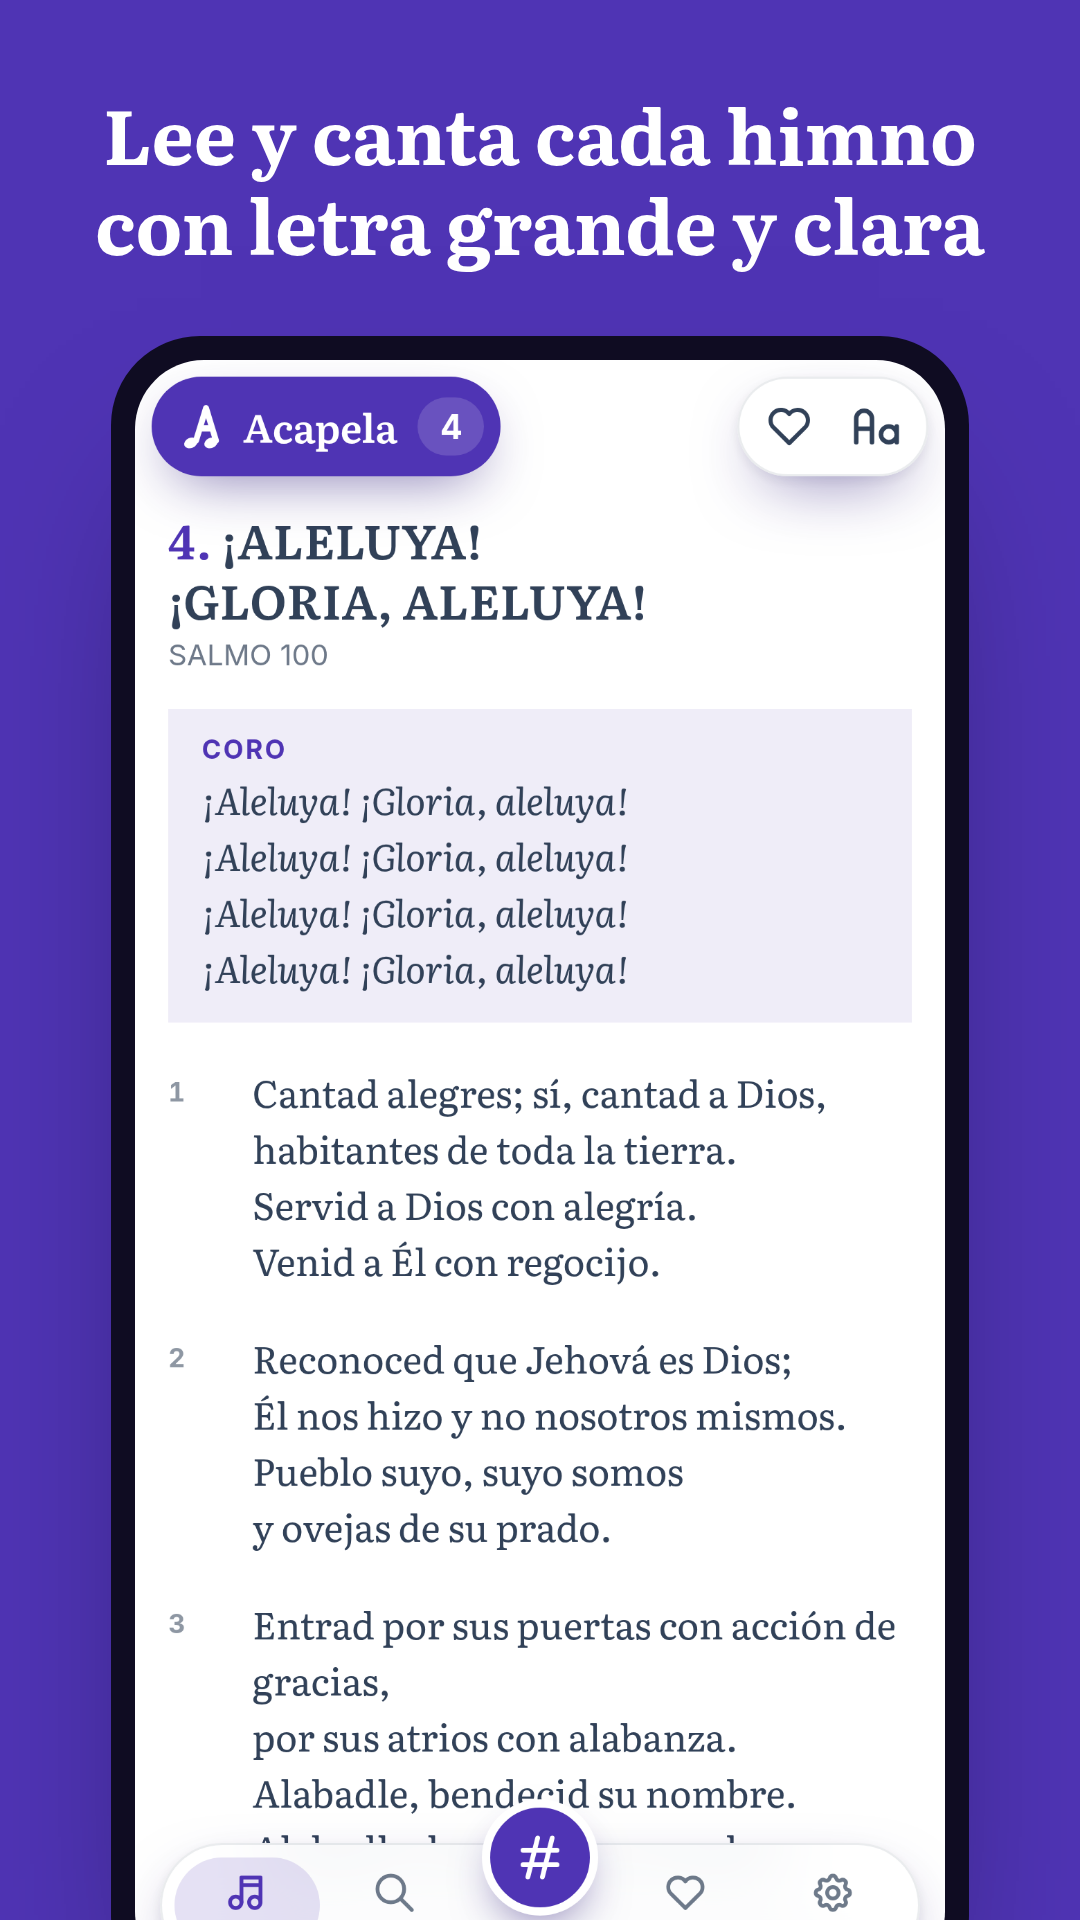 Lee y canta cada himno
con letra grande y clara
Acapela 4
Aa
4. ¡ALELUYA!
¡GLORIA, ALELUYA!
SALMO 100
CORO
¡Aleluya! ¡Gloria, aleluya!
¡Aleluya! ¡Gloria, aleluya!
¡Aleluya! ¡Gloria, aleluya!
¡Aleluya! ¡Gloria, aleluya!
1 Cantad alegres; sí, cantad a Dios,
habitantes de toda la tierra.
Servid a Dios con alegría.
Venid a Él con regocijo.
2 Reconoced que Jehová es Dios;
Él nos hizo y no nosotros mismos.
Pueblo suyo, suyo somos
y ovejas de su prado.
3 Entrad por sus puertas con acción de
gracias,
por sus atrios con alabanza.
Alabadle, bendecid su nombre.
#